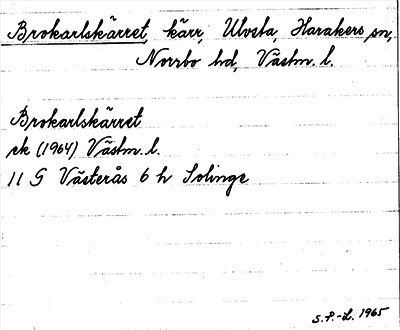 Brokarlskärret, kärr, Ulvsta, Harakers sn,
Norrbo hd, Västm. l.
Brokarlskärret
ek (1964) Västm. l.
11 G Västerås 6 h Solinge
S. P.-L. 1965